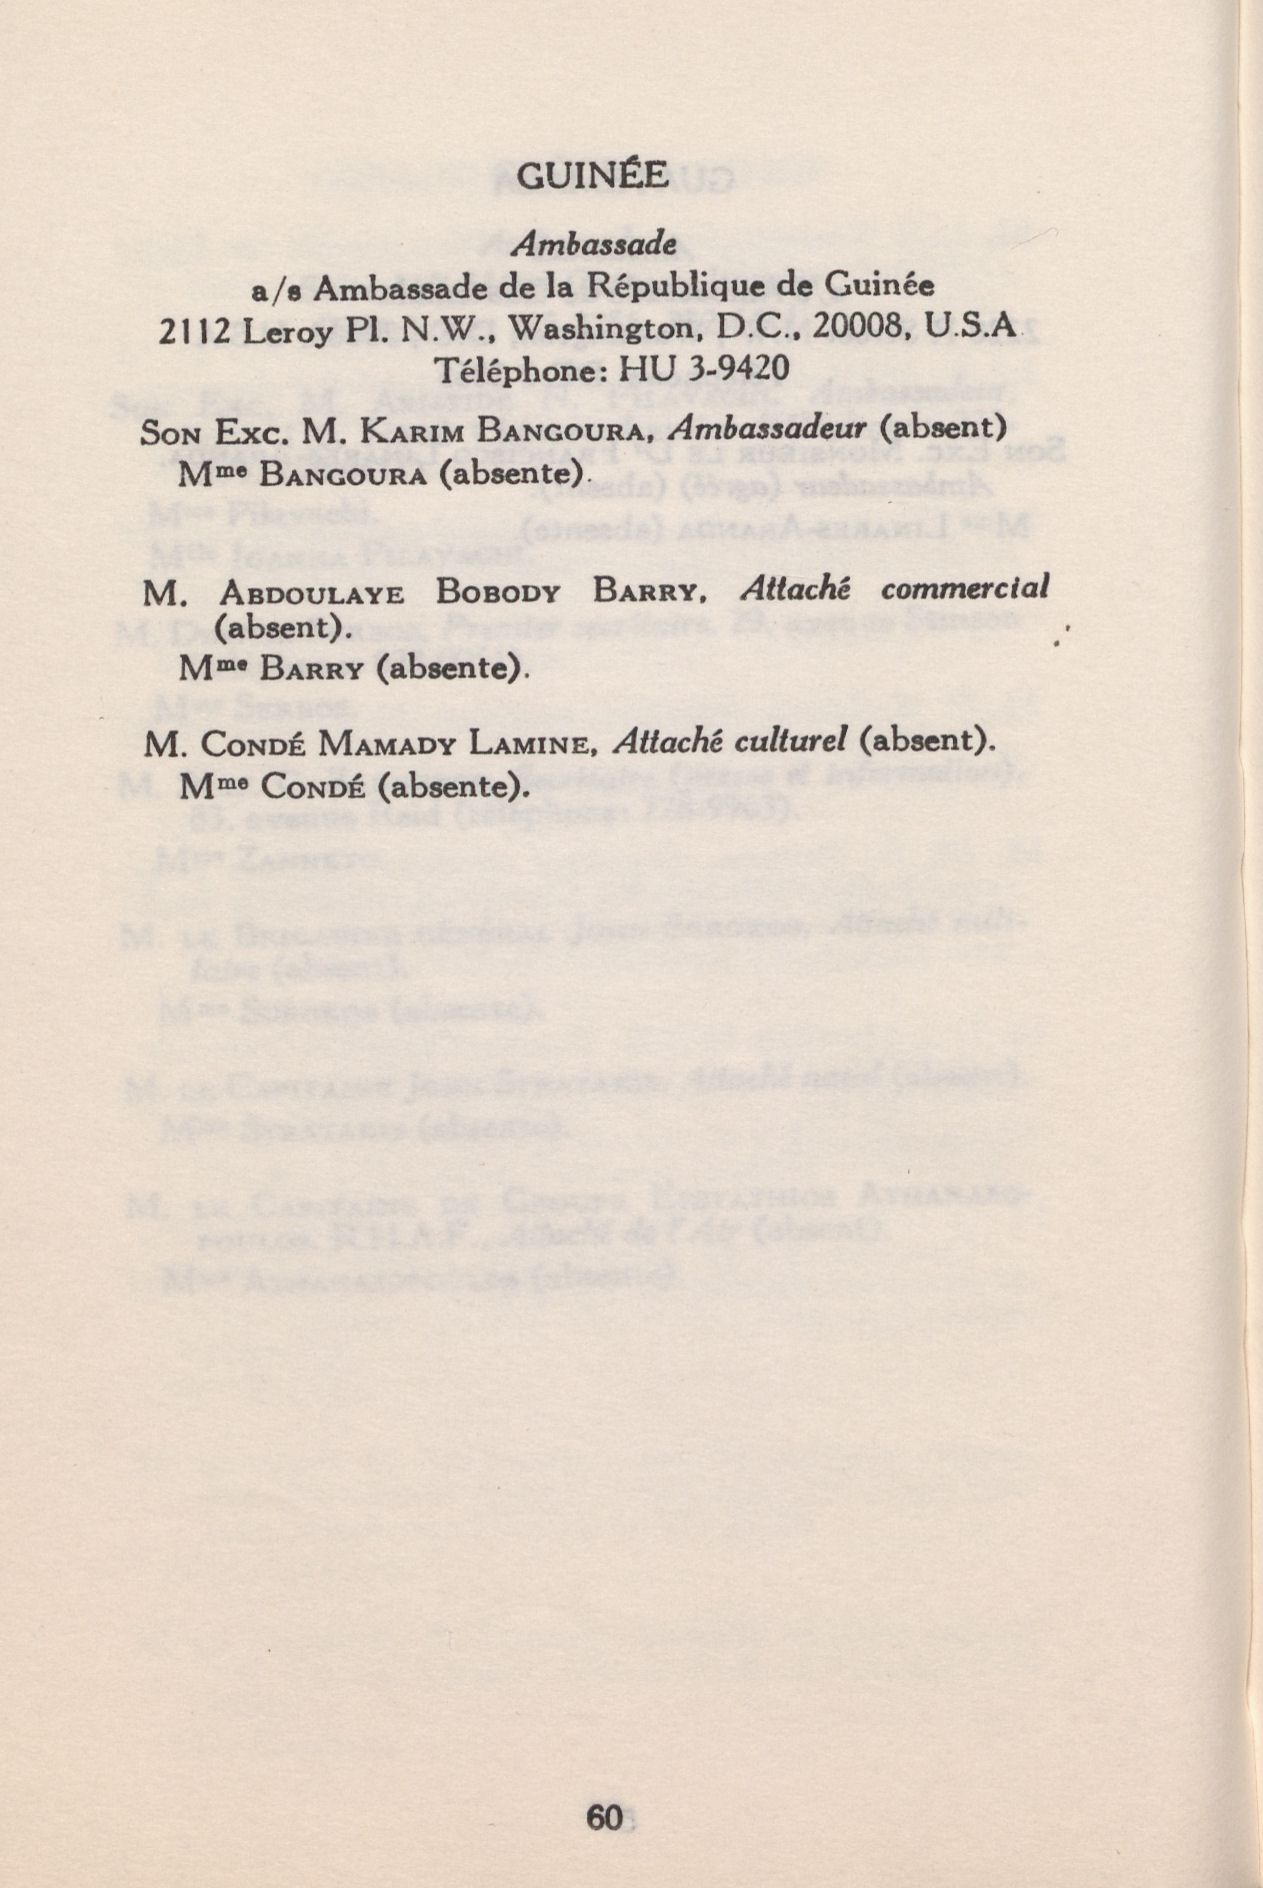 GUINÉE
Ambassade
a/s Ambassade de la République de Guinée
2112 Leroy Pl. N.W., Washington, D.C., 20008, U.S.A
Téléphone: HU 3-9420
SON EXC. M. KARIM BANGOURA, Ambassadeur (absent)
Mme BANGOURA (absente).
M. ABDOULAYE BOBODY BARRY, Attaché commercial
(absent).
Mme BARRY (absente).
M. CONDÉ MAMADY LAMINE, Attaché culturel (absent).
Mme CONDÉ (absente).
60